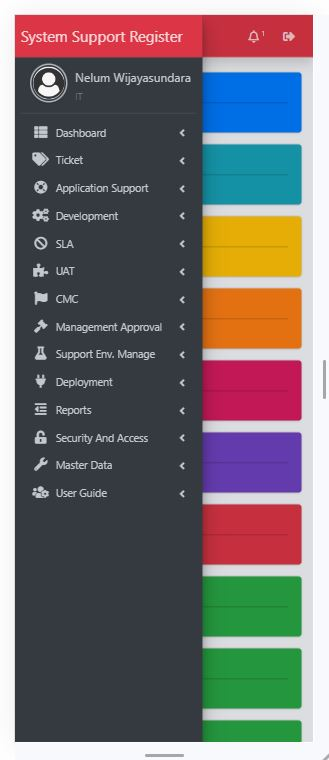 System Support Register
1
Nelum Wijayasundara
IT
Dashboard
Ticket
Application Support
Development
SLA
UAT
CMC
Management Approval
Support Env. Manage
Deployment
Reports
Security And Access
Master Data
User Guide